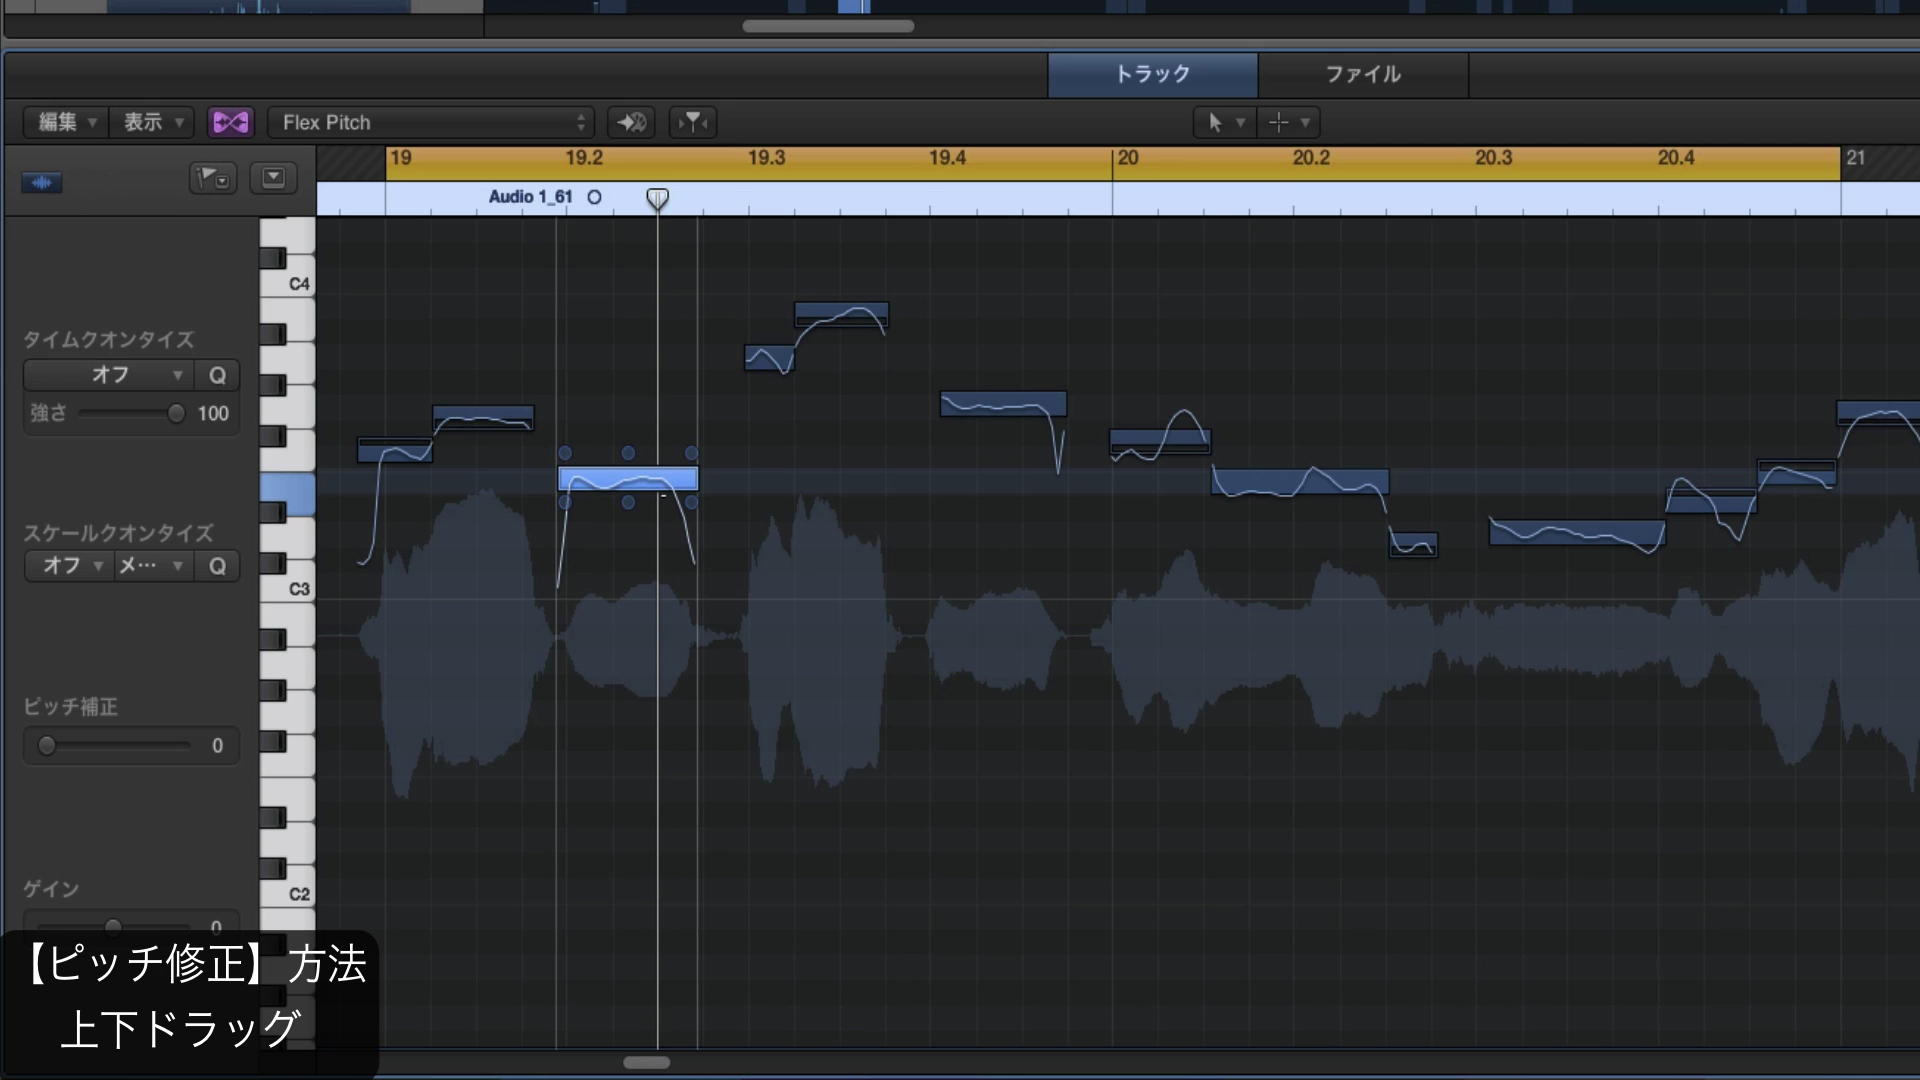 トラック
ファイル
編集
表示
Flex Pitch
19
19.2
19.3
19.4
20
20.2
20.3
20.4
21
Audio 1_61
タイムクオンタイズ
オフ
Q
強さ
100
スケールクオンタイズ
オフ
メ…
Q
ピッチ補正
0
ゲイン
0
C4
C3
C2
【ピッチ修正】方法
上下ドラッグ